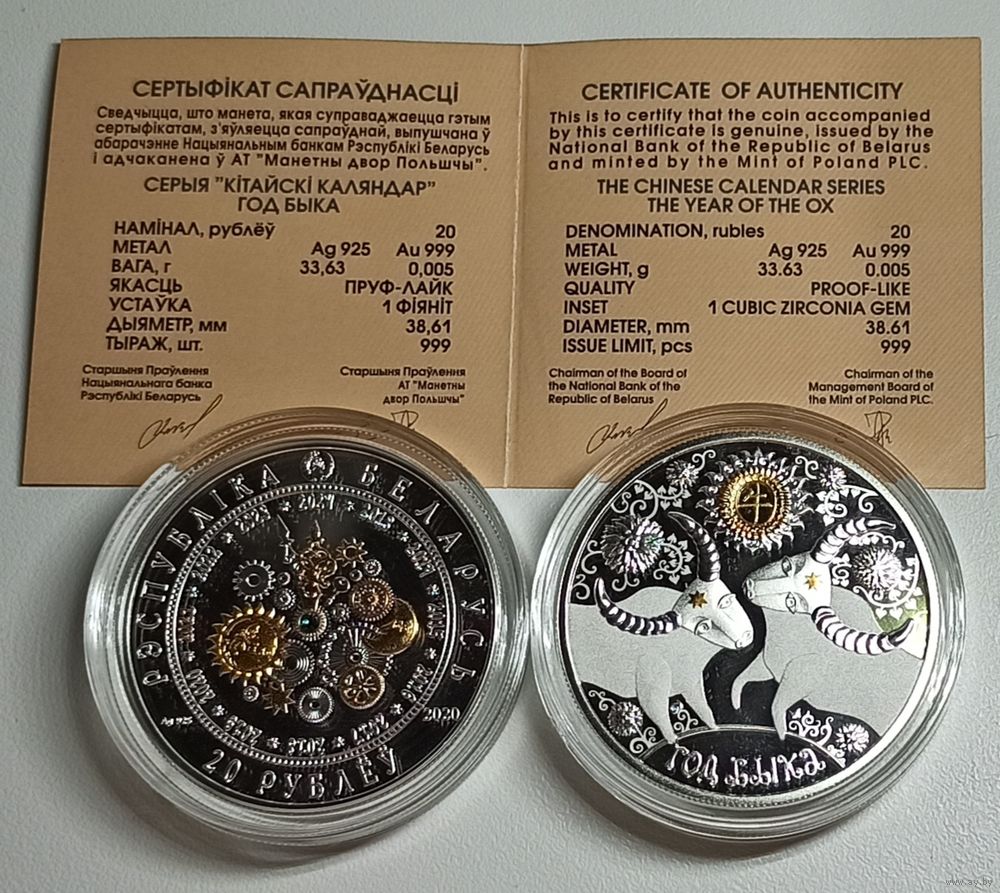 СЕРТЫФІКАТ САПРАЎДНАСЦІ
Сведчыцца, што манета, якая суправаджаецца гэтым
сертыфікатам, з'яўляецца сапраўднай, выпушчана ў
абарачэнне Нацыянальным банкам Рэспублікі Беларусь
і адчаканена ў АТ "Манетны двор Польшчы".
СЕРЫЯ "КІТАЙСКІ КАЛЯНДАР"
ГОД БЫКА
НАМІНАЛ, рублёў 20
МЕТАЛ Ag 925 Au 999
ВАГА, г 33,63 0,005
ЯКАСЦЬ ПРУФ-ЛАЙК
УСТАЎКА 1 ФІЯНІТ
ДЫЯМЕТР, мм 38,61
ТЫРАЖ, шт. 999
Старшыня Праўлення
Нацыянальнага банка
Рэспублікі Беларусь
Старшыня Праўлення
АТ "Манетны
двор Польшчы"
CERTIFICATE OF AUTHENTICITY
This is to certify that the coin accompanied
by this certificate is genuine, issued by the
National Bank of the Republic of Belarus
and minted by the Mint of Poland PLC.
THE CHINESE CALENDAR SERIES
THE YEAR OF THE OX
DENOMINATION, rubles 20
METAL Ag 925 Au 999
WEIGHT, g 33.63 0.005
QUALITY PROOF-LIKE
INSET 1 CUBIC ZIRCONIA GEM
DIAMETER, mm 38.61
ISSUE LIMIT, pcs 999
Chairman of the Board of
the National Bank of the
Republic of Belarus
Chairman of the
Management Board of
the Mint of Poland PLC.
РЭСПУБЛІКА БЕЛАРУСЬ
Ag 925
2020
20 РУБЛЁЎ
牛
ГОД БЫКА
www.ay.by